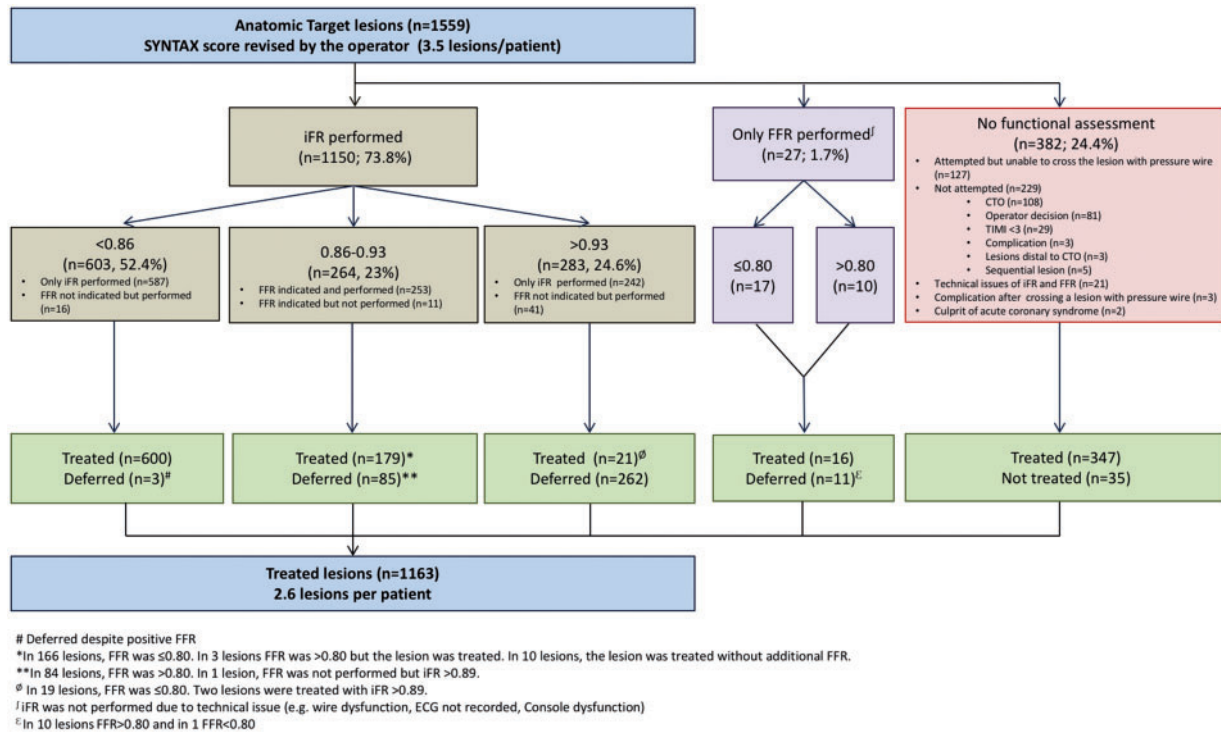 Anatomic Target lesions (n=1559)
SYNTAX score revised by the operator (3.5 lesions/patient)
iFR performed
(n=1150; 73.8%)
Only FFR performed∫
(n=27; 1.7%)
No functional assessment
(n=382; 24.4%)
• Attempted but unable to cross the lesion with pressure wire
(n=127)
• Not attempted (n=229)
• CTO (n=108)
• Operator decision (n=81)
• TIMI <3 (n=29)
• Complication (n=3)
• Lesions distal to CTO (n=3)
• Sequential lesion (n=5)
• Technical issues of iFR and FFR (n=21)
• Complication after crossing a lesion with pressure wire (n=3)
• Culprit of acute coronary syndrome (n=2)
<0.86
(n=603, 52.4%)
• Only iFR performed (n=587)
• FFR not indicated but performed
(n=16)
0.86-0.93
(n=264, 23%)
• FFR indicated and performed (n=253)
• FFR indicated but not performed (n=11)
>0.93
(n=283, 24.6%)
• Only iFR performed (n=242)
• FFR not indicated but performed
(n=41)
≤0.80
(n=17)
>0.80
(n=10)
Treated (n=600)
Deferred (n=3)#
Treated (n=179)*
Deferred (n=85)**
Treated (n=21)ø
Deferred (n=262)
Treated (n=16)
Deferred (n=11)ε
Treated (n=347)
Not treated (n=35)
Treated lesions (n=1163)
2.6 lesions per patient
# Deferred despite positive FFR
*In 166 lesions, FFR was ≤0.80. In 3 lesions FFR was >0.80 but the lesion was treated. In 10 lesions, the lesion was treated without additional FFR.
**In 84 lesions, FFR was >0.80. In 1 lesion, FFR was not performed but iFR >0.89.
ø In 19 lesions, FFR was ≤0.80. Two lesions were treated with iFR >0.89.
∫ iFR was not performed due to technical issue (e.g. wire dysfunction, ECG not recorded, Console dysfunction)
ε In 10 lesions FFR>0.80 and in 1 FFR<0.80